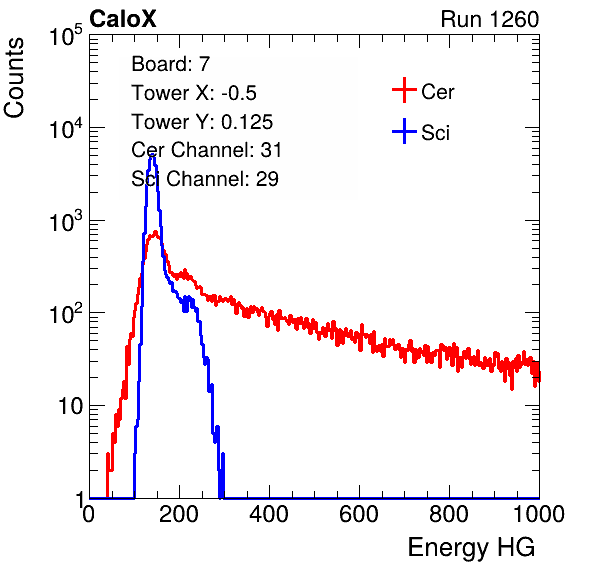 CaloX Run 1260
Counts
10^5
10^4
10^3
10^2
10
1
Board: 7
Tower X: -0.5
Tower Y: 0.125
Cer Channel: 31
Sci Channel: 29
Cer
Sci
0 200 400 600 800 1000
Energy HG